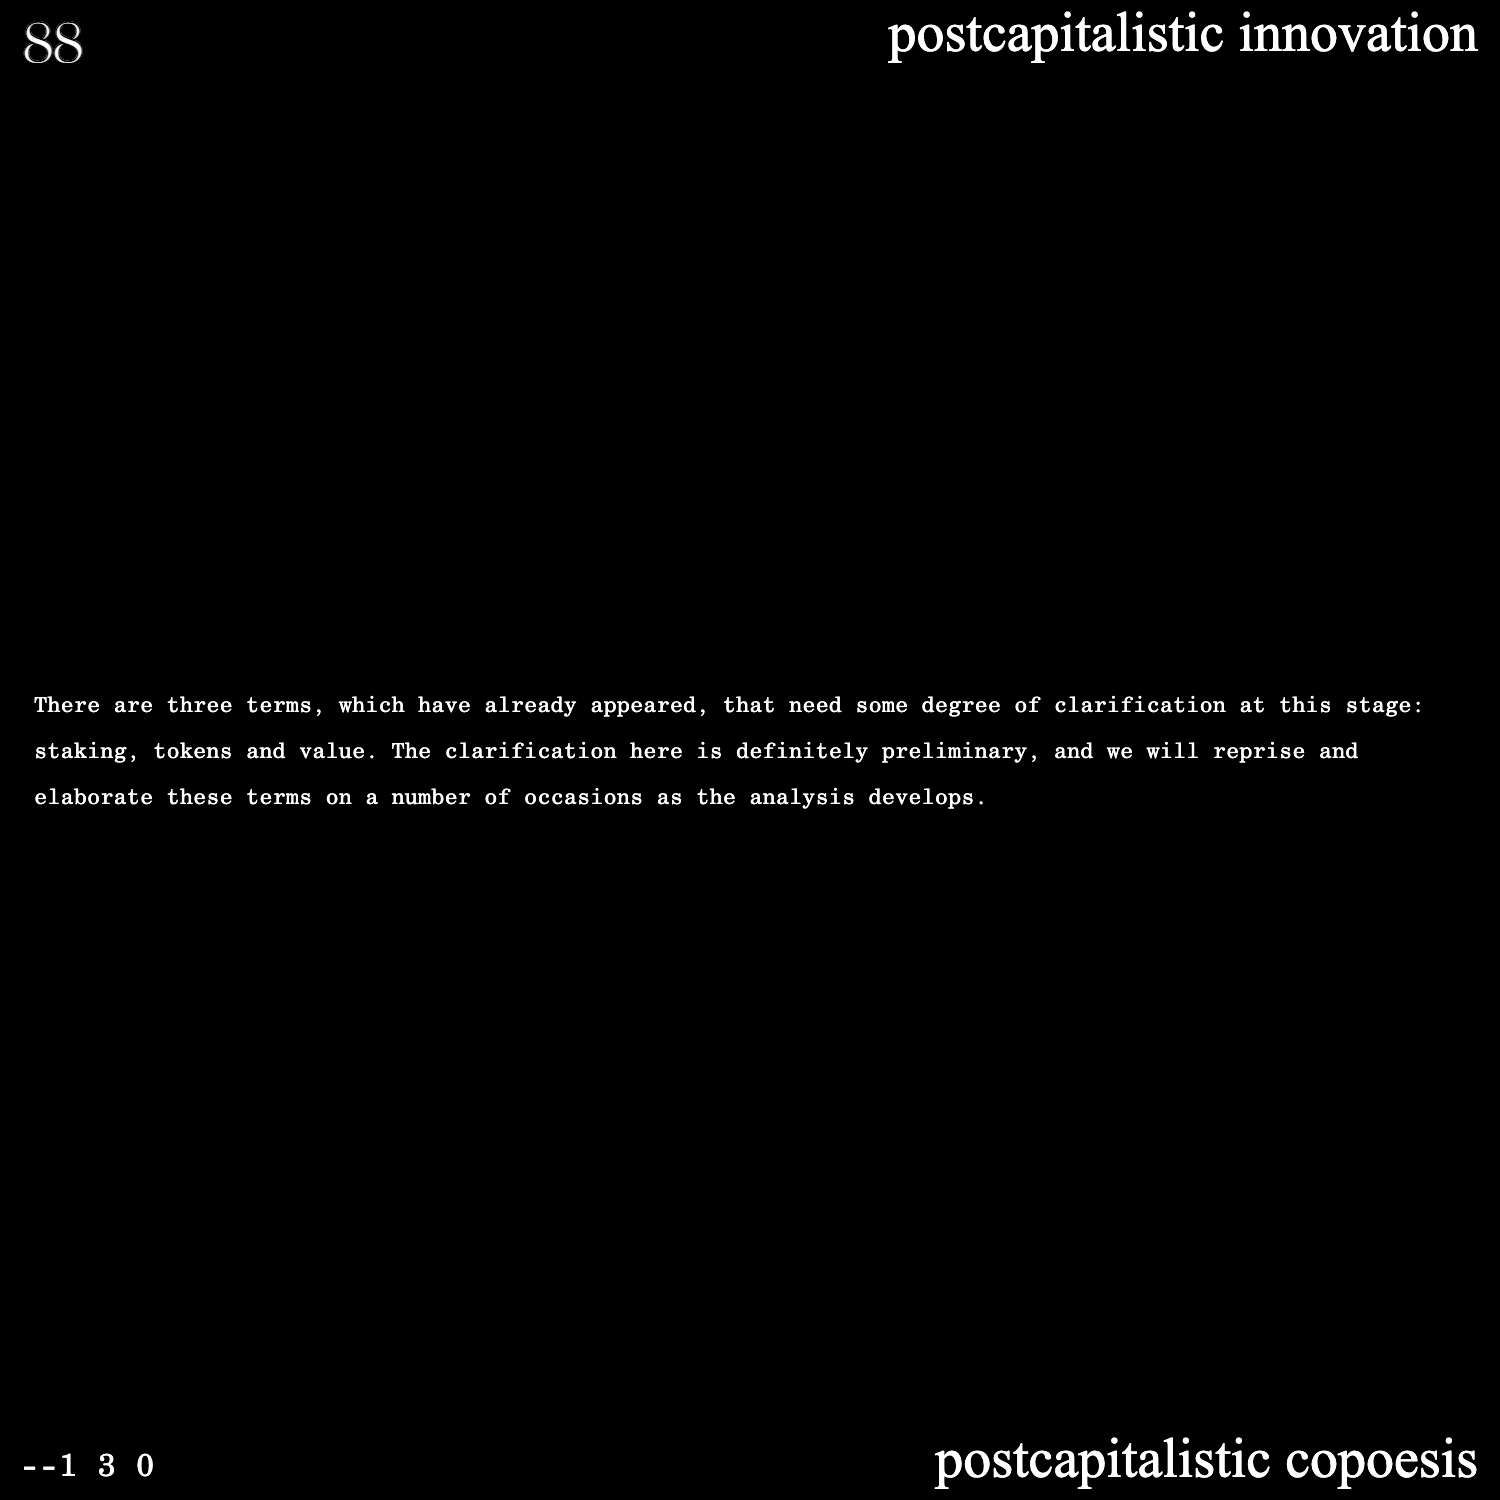 88
postcapitalistic innovation
There are three terms, which have already appeared, that need some degree of clarification at this stage:
staking, tokens and value. The clarification here is definitely preliminary, and we will reprise and
elaborate these terms on a number of occasions as the analysis develops.
--1 3 0
postcapitalistic copoesis